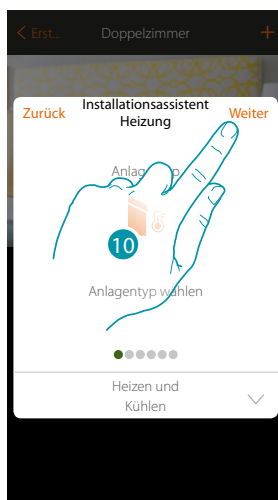 Erst... Doppelzimmer +
Zurück Installationsassistent Heizung Weiter
10
Anlagentyp wählen
Heizen und
Kühlen